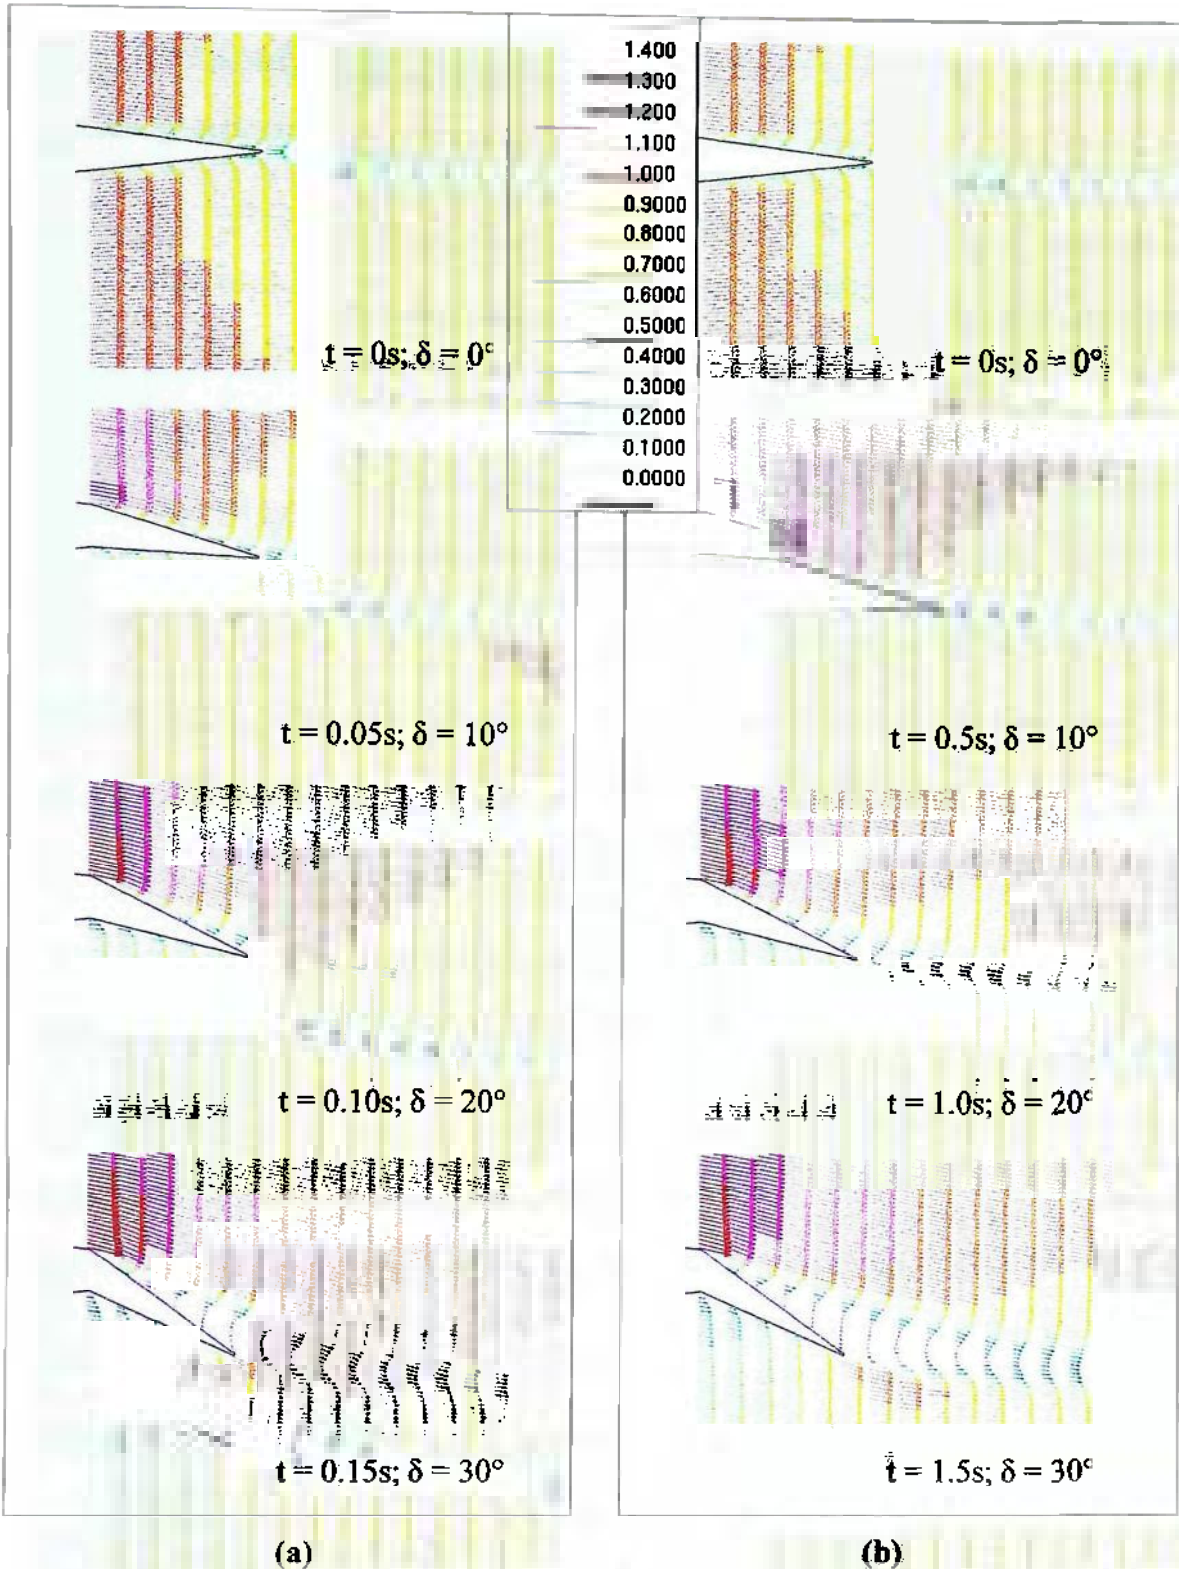 1.400
1.300
1.200
1.100
1.000
0.9000
0.8000
0.7000
0.6000
0.5000
0.4000
0.3000
0.2000
0.1000
0.0000
t = 0s; δ = 0°
t = 0s; δ = 0°
t = 0.05s; δ = 10°
t = 0.5s; δ = 10°
t = 0.10s; δ = 20°
t = 1.0s; δ = 20°
t = 0.15s; δ = 30°
t = 1.5s; δ = 30°
(a)
(b)